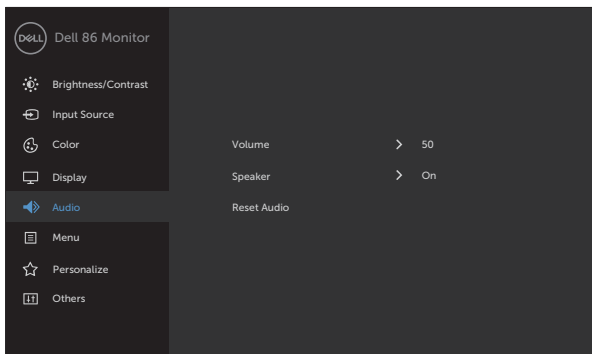 DELL Dell 86 Monitor
Brightness/Contrast
Input Source
Color
Volume 50
Display
Speaker On
Audio
Reset Audio
Menu
Personalize
Others